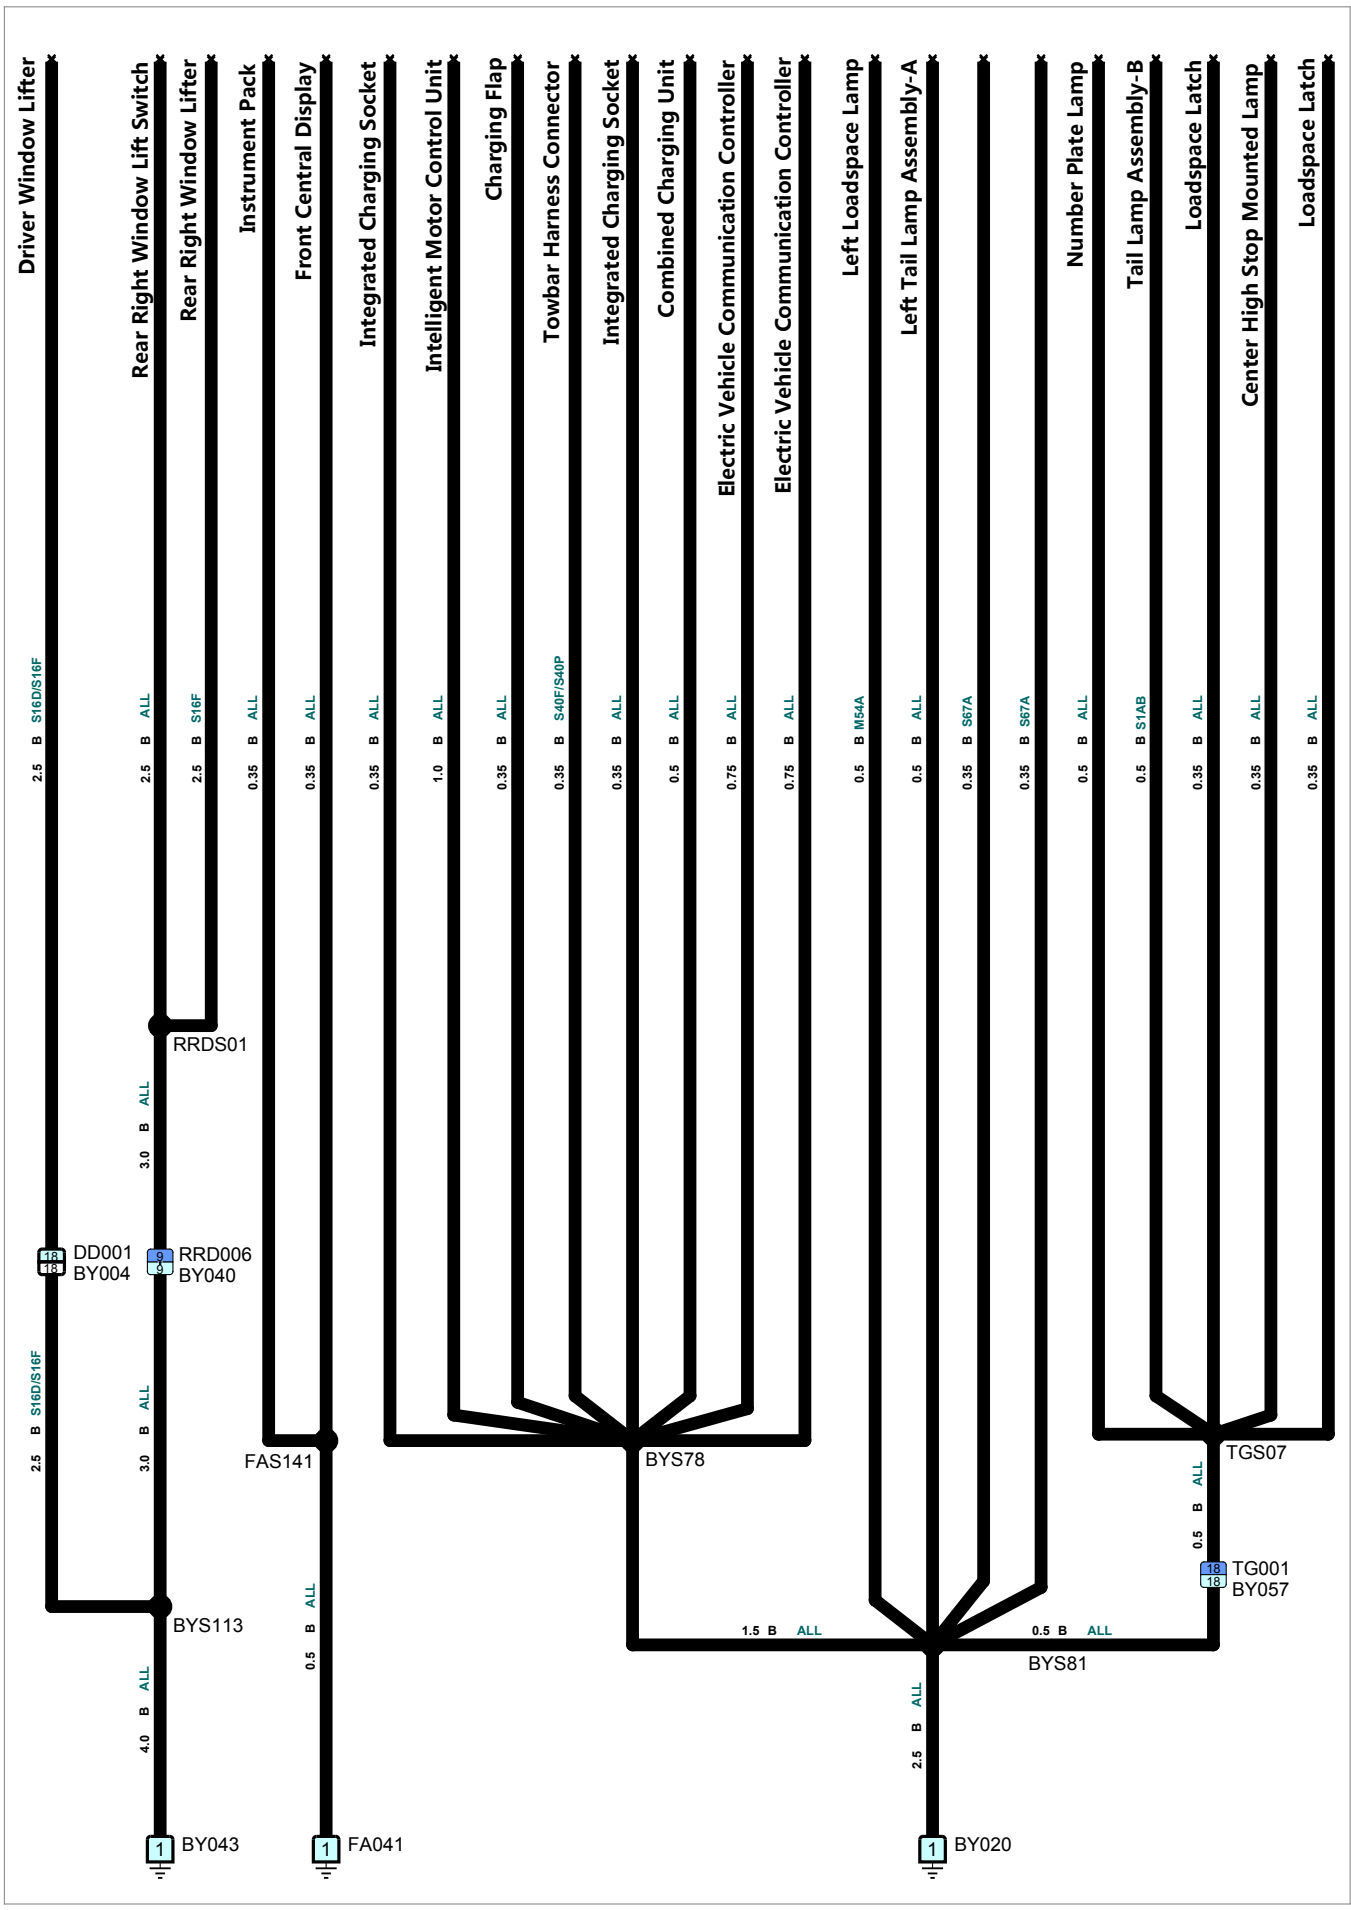 Driver Window Lifter
Rear Right Window Lift Switch
Rear Right Window Lifter
Instrument Pack
Front Central Display
Integrated Charging Socket
Intelligent Motor Control Unit
Charging Flap
Towbar Harness Connector
Integrated Charging Socket
Combined Charging Unit
Electric Vehicle Communication Controller
Electric Vehicle Communication Controller
Left Loadspace Lamp
Left Tail Lamp Assembly-A
Number Plate Lamp
Tail Lamp Assembly-B
Loadspace Latch
Center High Stop Mounted Lamp
Loadspace Latch
2.5 B S16D/S16F
2.5 B ALL
2.5 B S16F
0.35 B ALL
0.35 B ALL
0.35 B ALL
1.0 B ALL
0.35 B ALL
0.35 B S40F/S40P
0.35 B ALL
0.5 B ALL
0.75 B ALL
0.75 B ALL
0.5 B M54A
0.5 B ALL
0.35 B S67A
0.35 B S67A
0.5 B ALL
0.5 B S1AB
0.35 B ALL
0.35 B ALL
0.35 B ALL
RRDS01
3.0 B ALL
18 DD001
18 BY004
9 RRD006
9 BY040
2.5 B S16D/S16F
3.0 B ALL
FAS141
BYS78
TGS07
0.5 B ALL
18 TG001
18 BY057
BYS113
0.5 B ALL
1.5 B ALL
0.5 B ALL
BYS81
4.0 B ALL
2.5 B ALL
1 BY043
1 FA041
1 BY020